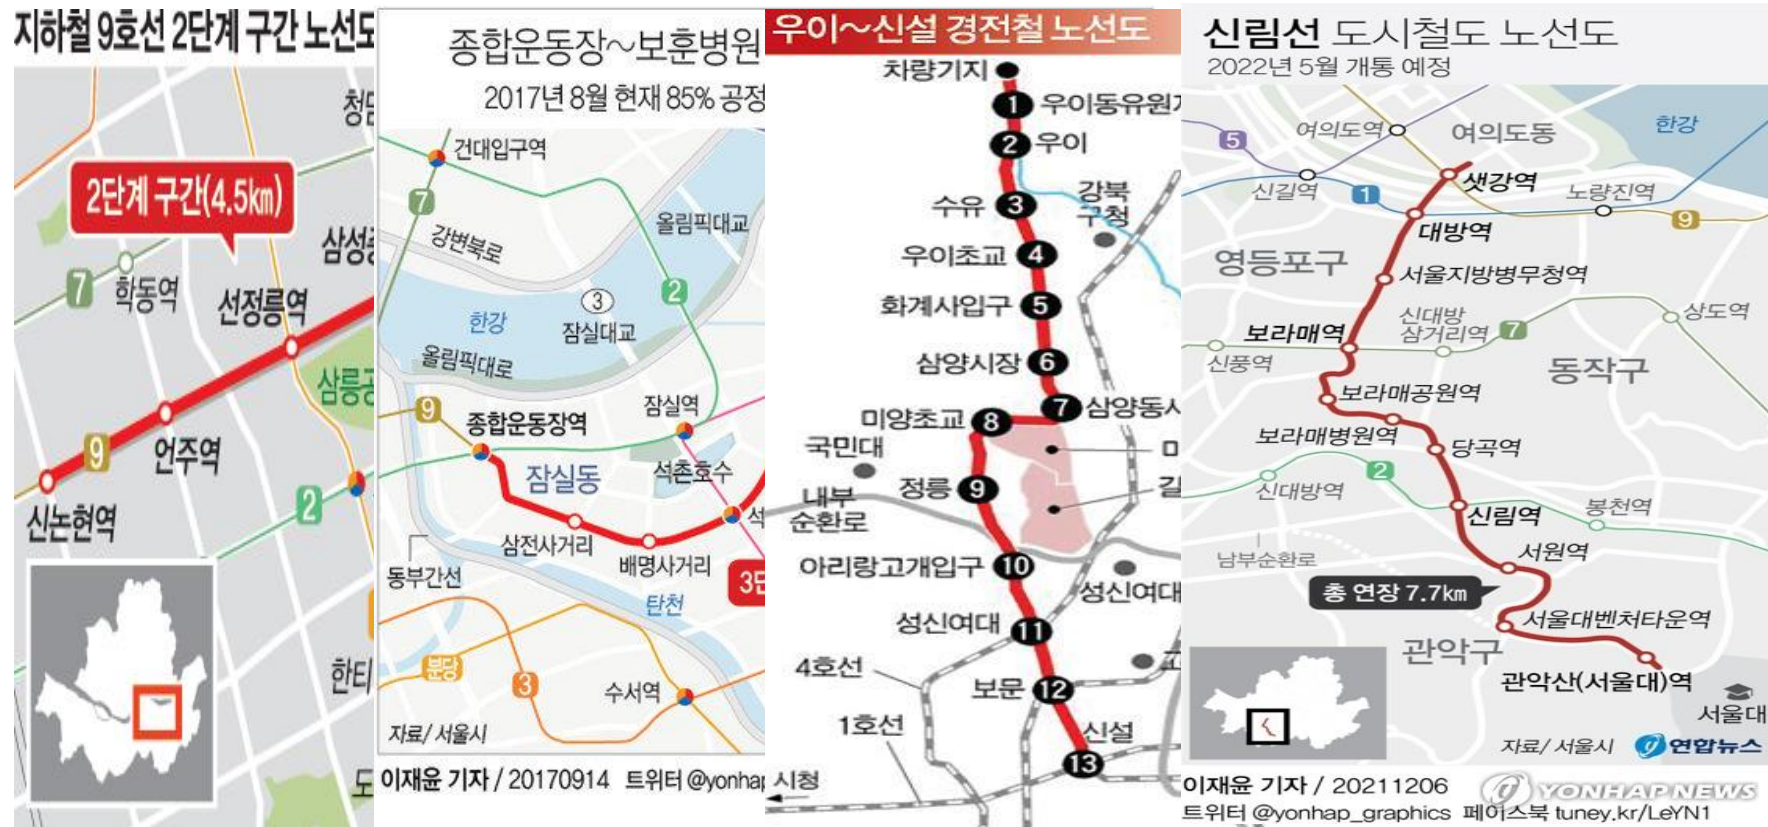 지하철 9호선 2단계 구간 노선도
2단계 구간(4.5km)
7
학동역
선정릉역
9
언주역
신논현역
2
종합운동장~보훈병원
2017년 8월 현재 85% 공정
건대입구역
7
강변북로
올림픽대교
2
3
잠실대교
한강
올림픽대로
9
종합운동장역
잠실역
잠실동
석촌호수
삼전사거리
배명사거리
동부간선
탄천
분당
3
수서역
자료/ 서울시
이재윤 기자 / 20170914 트위터 @yonhap
우이~신설 경전철 노선도
차량기지
1
2 우이
강북
구청
수유 3
우이초교 4
화계사입구 5
삼양시장 6
7
미양초교 8
국민대
정릉 9
내부
순환로
아리랑고개입구 10
성신여대
성신여대 11
4호선
보문 12
1호선
신설
13
시청
신림선 도시철도 노선도
2022년 5월 개통 예정
여의도역
여의도동
한강
5
신길역
샛강역
1
노량진역
9
대방역
영등포구
서울지방병무청역
보라매역
신대방
삼거리역
7
상도역
신풍역
동작구
보라매공원역
보라매병원역
당곡역
2
신대방역
신림역
봉천역
남부순환로
서원역
총 연장 7.7km
서울대벤처타운역
관악구
관악산(서울대)역
서울대
자료/ 서울시
연합뉴스
이재윤 기자 / 20211206
YONHAP NEWS
트위터 @yonhap_graphics 페이스북 tuney.kr/LeYN1